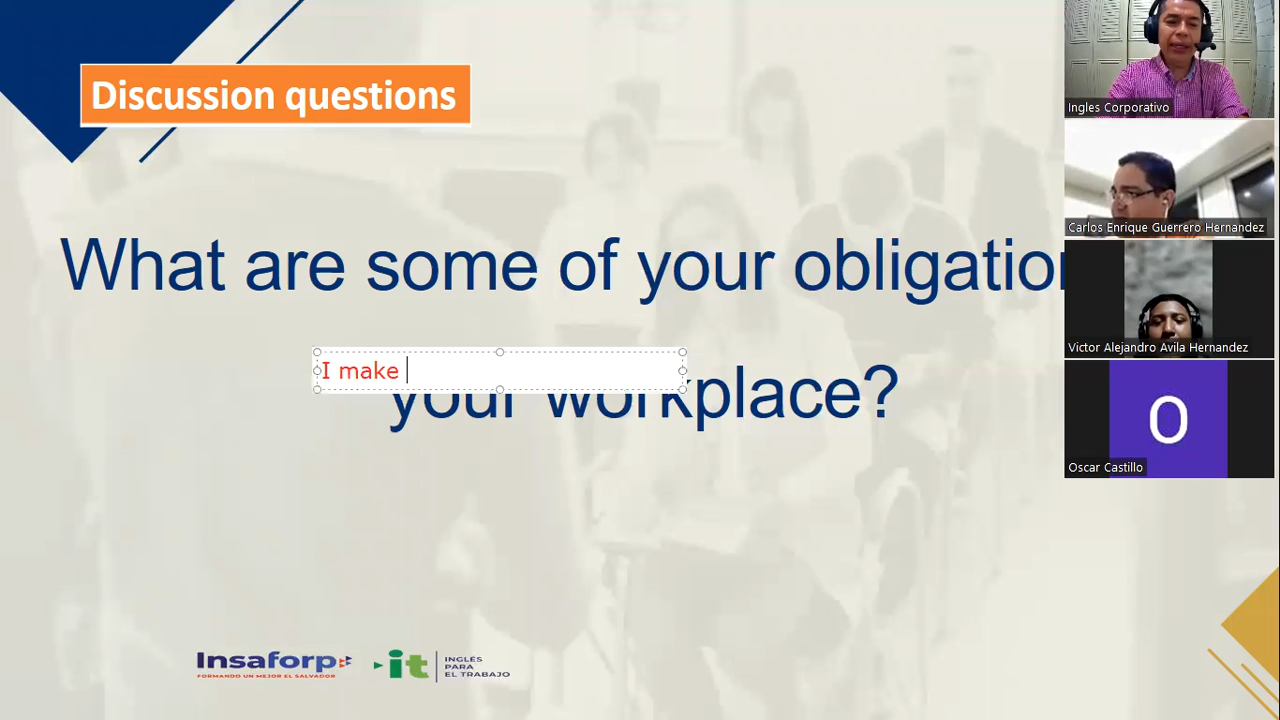 Discussion questions
What are some of your obligation
I make
your workplace?
Ingles Corporativo
Carlos Enrique Guerrero Hernandez
Victor Alejandro Avila Hernandez
O
Oscar Castillo
Insaforp
FORMANDO UN MEJOR EL SALVADOR
it
INGLÉS
PARA
EL TRABAJO